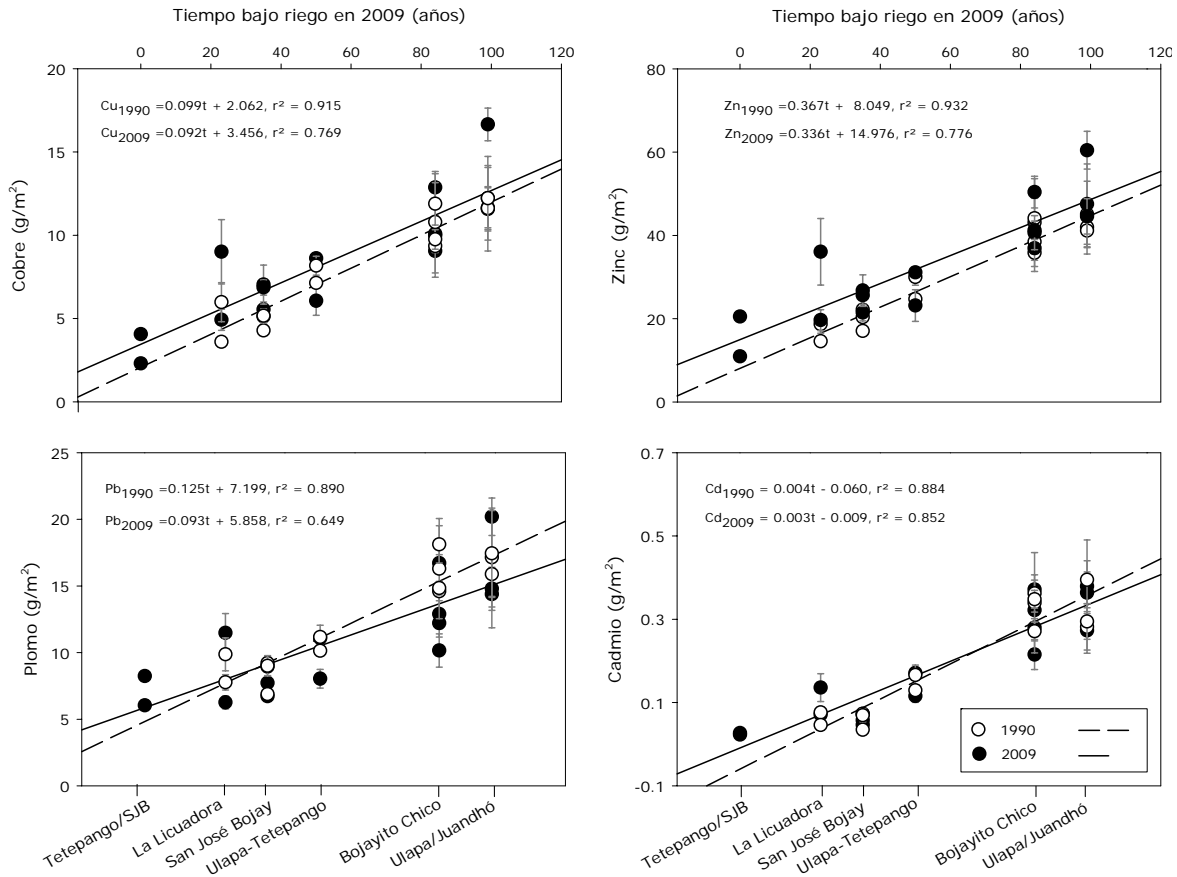 Tiempo bajo riego en 2009 (años)
0 20 40 60 80 100 120
Cobre (g/m²)
20
15
10
5
0
Cu1990 =0.099t + 2.062, r² = 0.915
Cu2009 =0.092t + 3.456, r² = 0.769
Tiempo bajo riego en 2009 (años)
0 20 40 60 80 100 120
Zinc (g/m²)
80
60
40
20
0
Zn1990 =0.367t + 8.049, r² = 0.932
Zn2009 =0.336t + 14.976, r² = 0.776
Plomo (g/m²)
25
20
15
10
5
0
Pb1990 =0.125t + 7.199, r² = 0.890
Pb2009 =0.093t + 5.858, r² = 0.649
Tetepango/SJB
La Licuadora
San José Bojay
Ulapa-Tetepango
Bojayito Chico
Ulapa/Juandhó
Cadmio (g/m²)
0.7
0.5
0.3
0.1
-0.1
Cd1990 = 0.004t - 0.060, r² = 0.884
Cd2009 = 0.003t - 0.009, r² = 0.852
1990
2009
Tetepango/SJB
La Licuadora
San José Bojay
Ulapa-Tetepango
Bojayito Chico
Ulapa/Juandhó